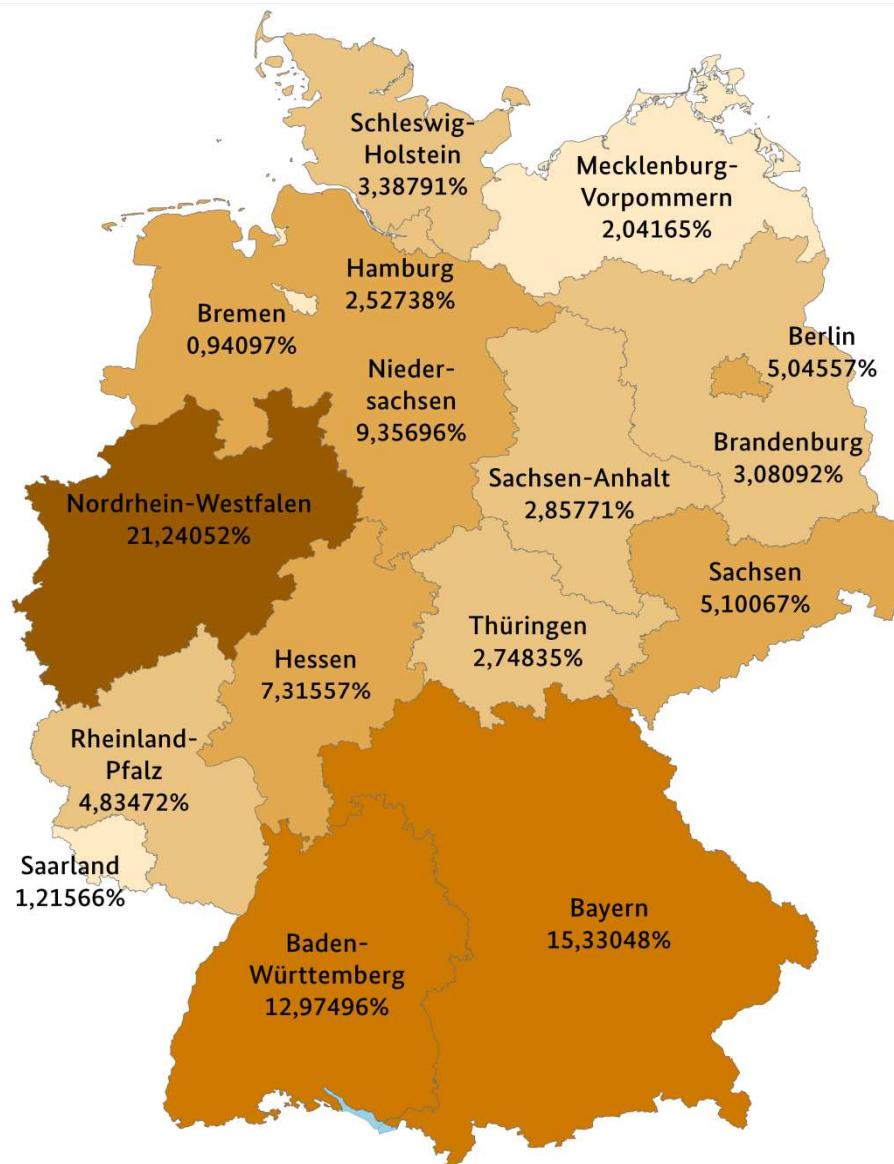 Schleswig-
Holstein
3,38791%
Mecklenburg-
Vorpommern
2,04165%
Hamburg
2,52738%
Bremen
0,94097%
Berlin
5,04557%
Nieder-
sachsen
9,35696%
Brandenburg
3,08092%
Sachsen-Anhalt
2,85771%
Nordrhein-Westfalen
21,24052%
Sachsen
5,10067%
Thüringen
2,74835%
Hessen
7,31557%
Rheinland-
Pfalz
4,83472%
Saarland
1,21566%
Bayern
15,33048%
Baden-
Württemberg
12,97496%